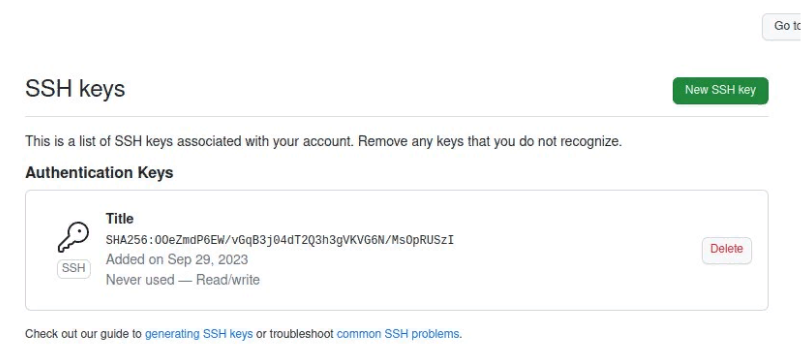 Go to
SSH keys
New SSH key
This is a list of SSH keys associated with your account. Remove any keys that you do not recognize.
Authentication Keys
Title
SHA256:OOeZmdP6EW/vGqB3j04dT2Q3h3gVKVG6N/MsOpRUSzI
Added on Sep 29, 2023
Never used — Read/write
SSH
Delete
Check out our guide to generating SSH keys or troubleshoot common SSH problems.